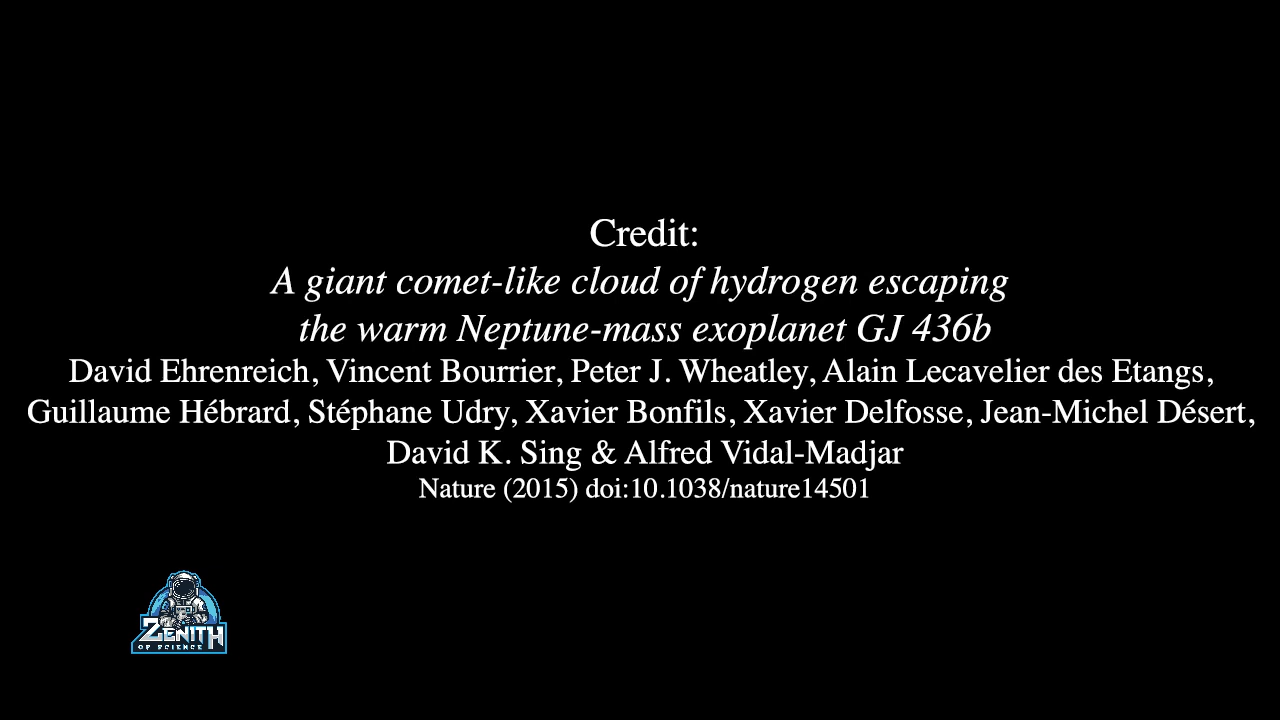 Credit:
A giant comet-like cloud of hydrogen escaping
the warm Neptune-mass exoplanet GJ 436b
David Ehrenreich, Vincent Bourrier, Peter J. Wheatley, Alain Lecavelier des Etangs,
Guillaume Hébrard, Stéphane Udry, Xavier Bonfils, Xavier Delfosse, Jean-Michel Désert,
David K. Sing & Alfred Vidal-Madjar
Nature (2015) doi:10.1038/nature14501
ZENITH
OF SCIENCE